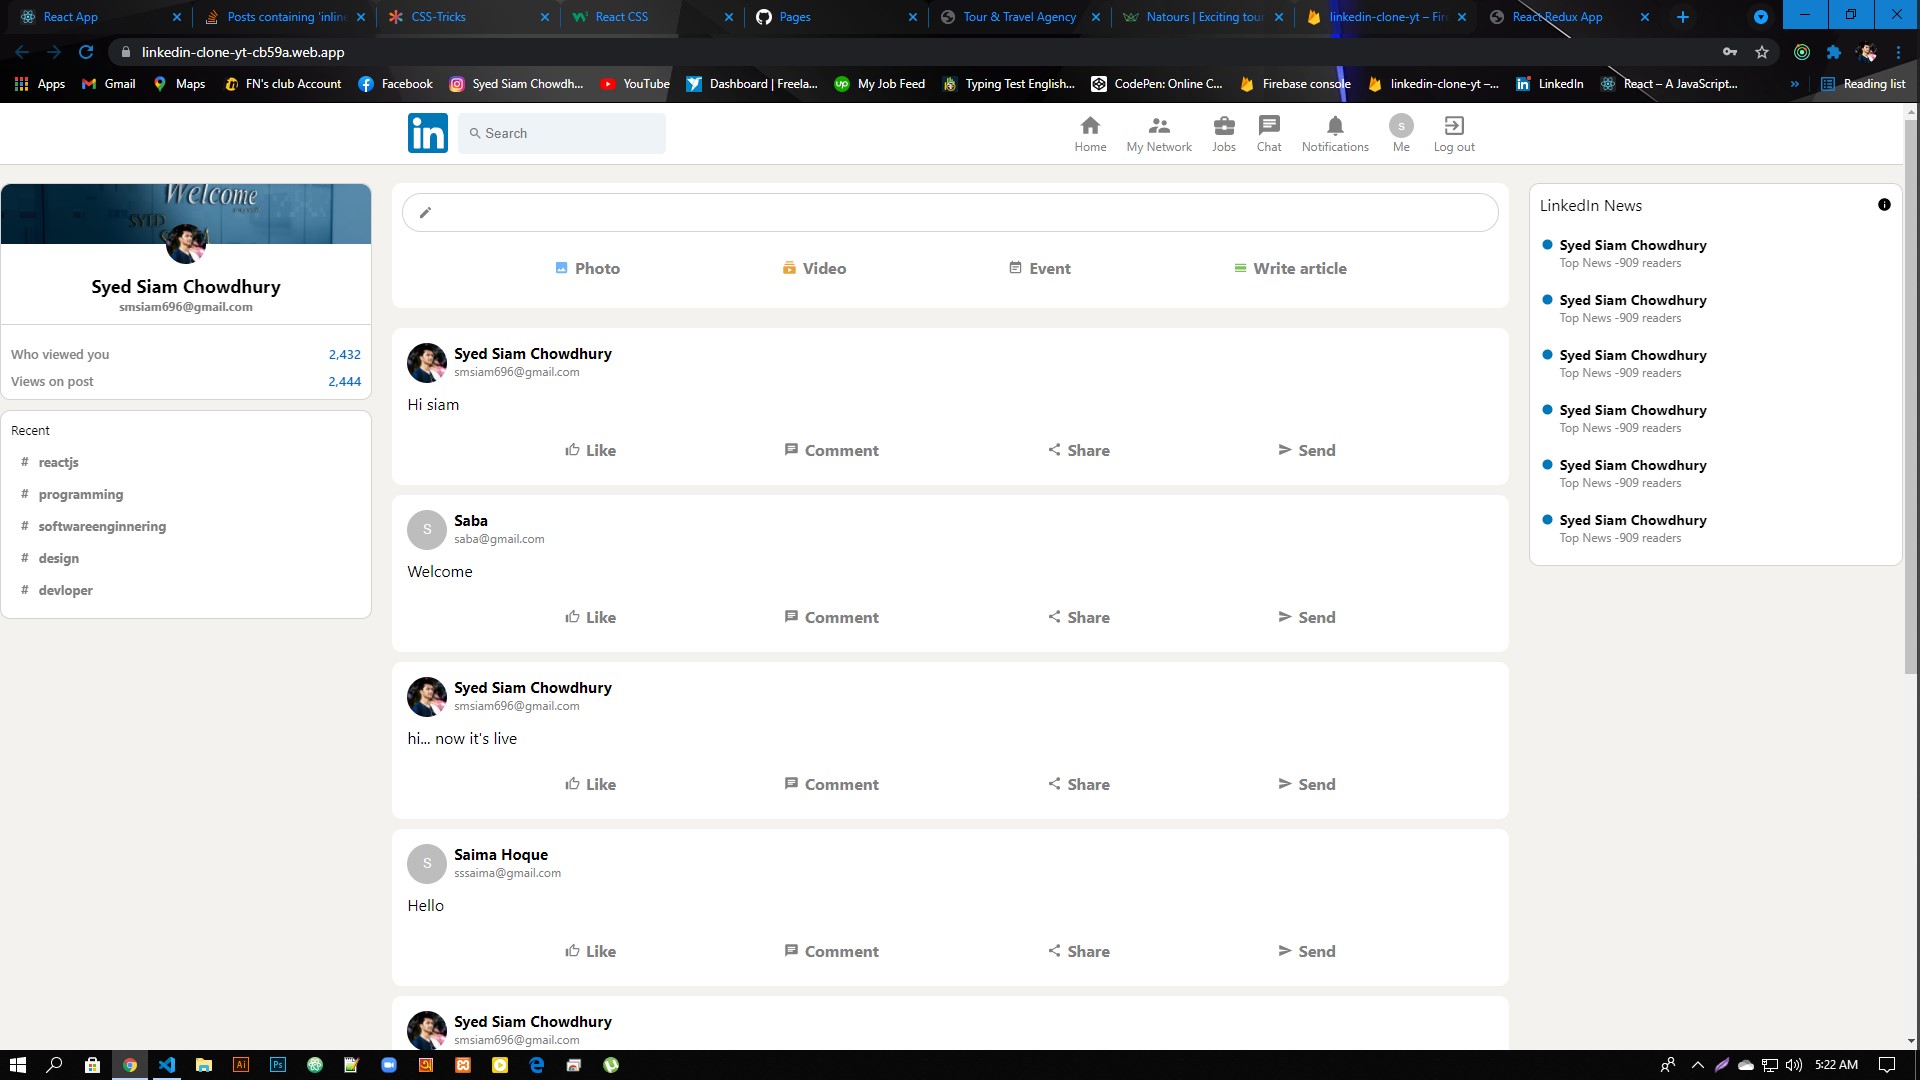 React App
Posts containing 'inlin
CSS-Tricks
React CSS
Pages
Tour & Travel Agency
Natours | Exciting tour
linkedin-clone-yt – Fir
React Redux App
linkedin-clone-yt-cb59a.web.app
Apps
Gmail
Maps
FN's club Account
Facebook
Syed Siam Chowdh...
YouTube
Dashboard | Freela...
My Job Feed
Typing Test English...
CodePen: Online C...
Firebase console
linkedin-clone-yt –...
LinkedIn
React – A JavaScript...
Reading list
in
Search
Home
My Network
Jobs
Chat
Notifications
S
Me
Log out
Welcome
SYED
Syed Siam Chowdhury
smsiam696@gmail.com
Who viewed you 2,432
Views on post 2,444
Recent
# reactjs
# programming
# softwareenginnering
# design
# devloper
Photo
Video
Event
Write article
Syed Siam Chowdhury
smsiam696@gmail.com
Hi siam
Like Comment Share Send
S
Saba
saba@gmail.com
Welcome
Like Comment Share Send
Syed Siam Chowdhury
smsiam696@gmail.com
hi... now it's live
Like Comment Share Send
S
Saima Hoque
sssaima@gmail.com
Hello
Like Comment Share Send
Syed Siam Chowdhury
smsiam696@gmail.com
LinkedIn News
Syed Siam Chowdhury
Top News -909 readers
Syed Siam Chowdhury
Top News -909 readers
Syed Siam Chowdhury
Top News -909 readers
Syed Siam Chowdhury
Top News -909 readers
Syed Siam Chowdhury
Top News -909 readers
Syed Siam Chowdhury
Top News -909 readers
Ai
Ps
5:22 AM